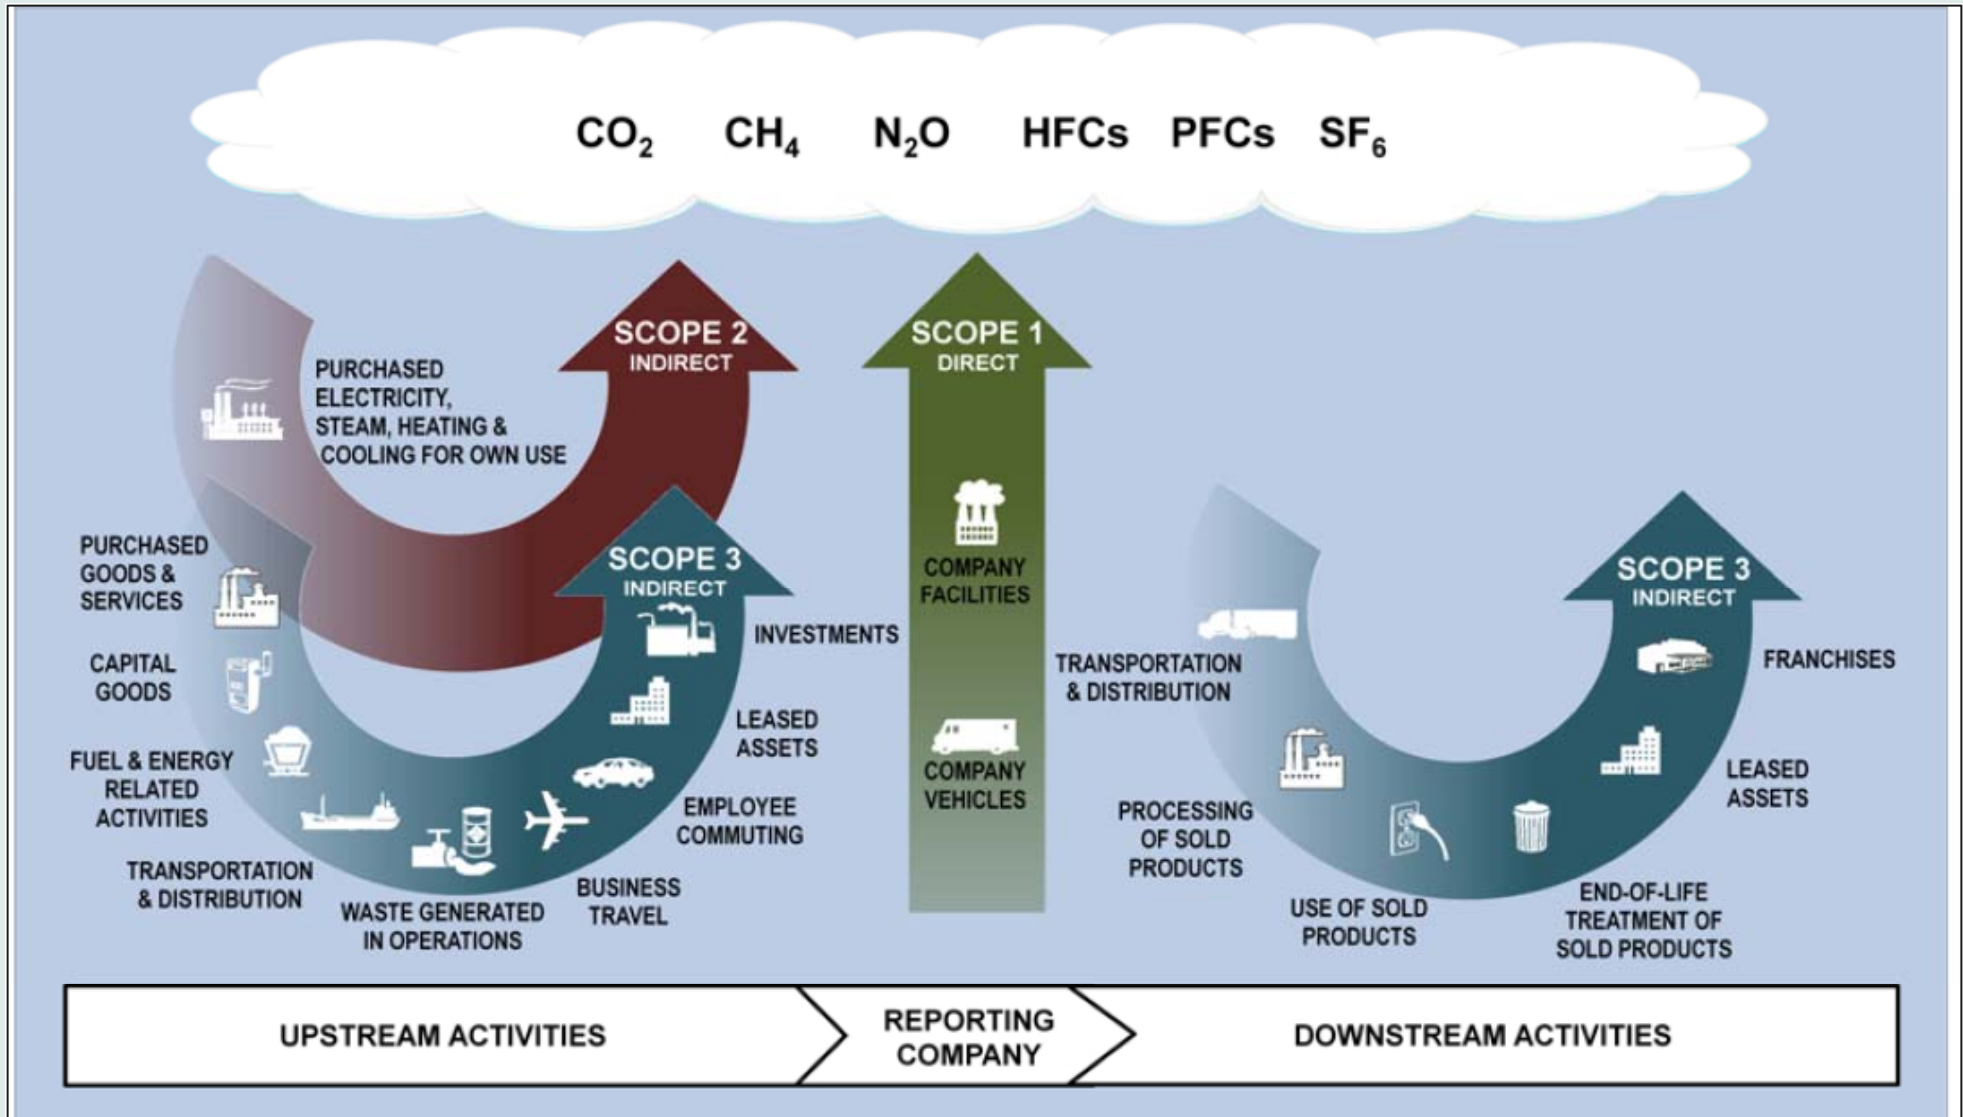 CO₂ CH₄ N₂O HFCs PFCs SF₆
SCOPE 2
INDIRECT
PURCHASED
ELECTRICITY,
STEAM, HEATING &
COOLING FOR OWN USE
SCOPE 1
DIRECT
COMPANY
FACILITIES
COMPANY
VEHICLES
SCOPE 3
INDIRECT
PURCHASED
GOODS &
SERVICES
CAPITAL
GOODS
FUEL & ENERGY
RELATED
ACTIVITIES
TRANSPORTATION
& DISTRIBUTION
WASTE GENERATED
IN OPERATIONS
BUSINESS
TRAVEL
EMPLOYEE
COMMUTING
LEASED
ASSETS
INVESTMENTS
SCOPE 3
INDIRECT
TRANSPORTATION
& DISTRIBUTION
PROCESSING
OF SOLD
PRODUCTS
USE OF SOLD
PRODUCTS
END-OF-LIFE
TREATMENT OF
SOLD PRODUCTS
LEASED
ASSETS
FRANCHISES
UPSTREAM ACTIVITIES
REPORTING
COMPANY
DOWNSTREAM ACTIVITIES